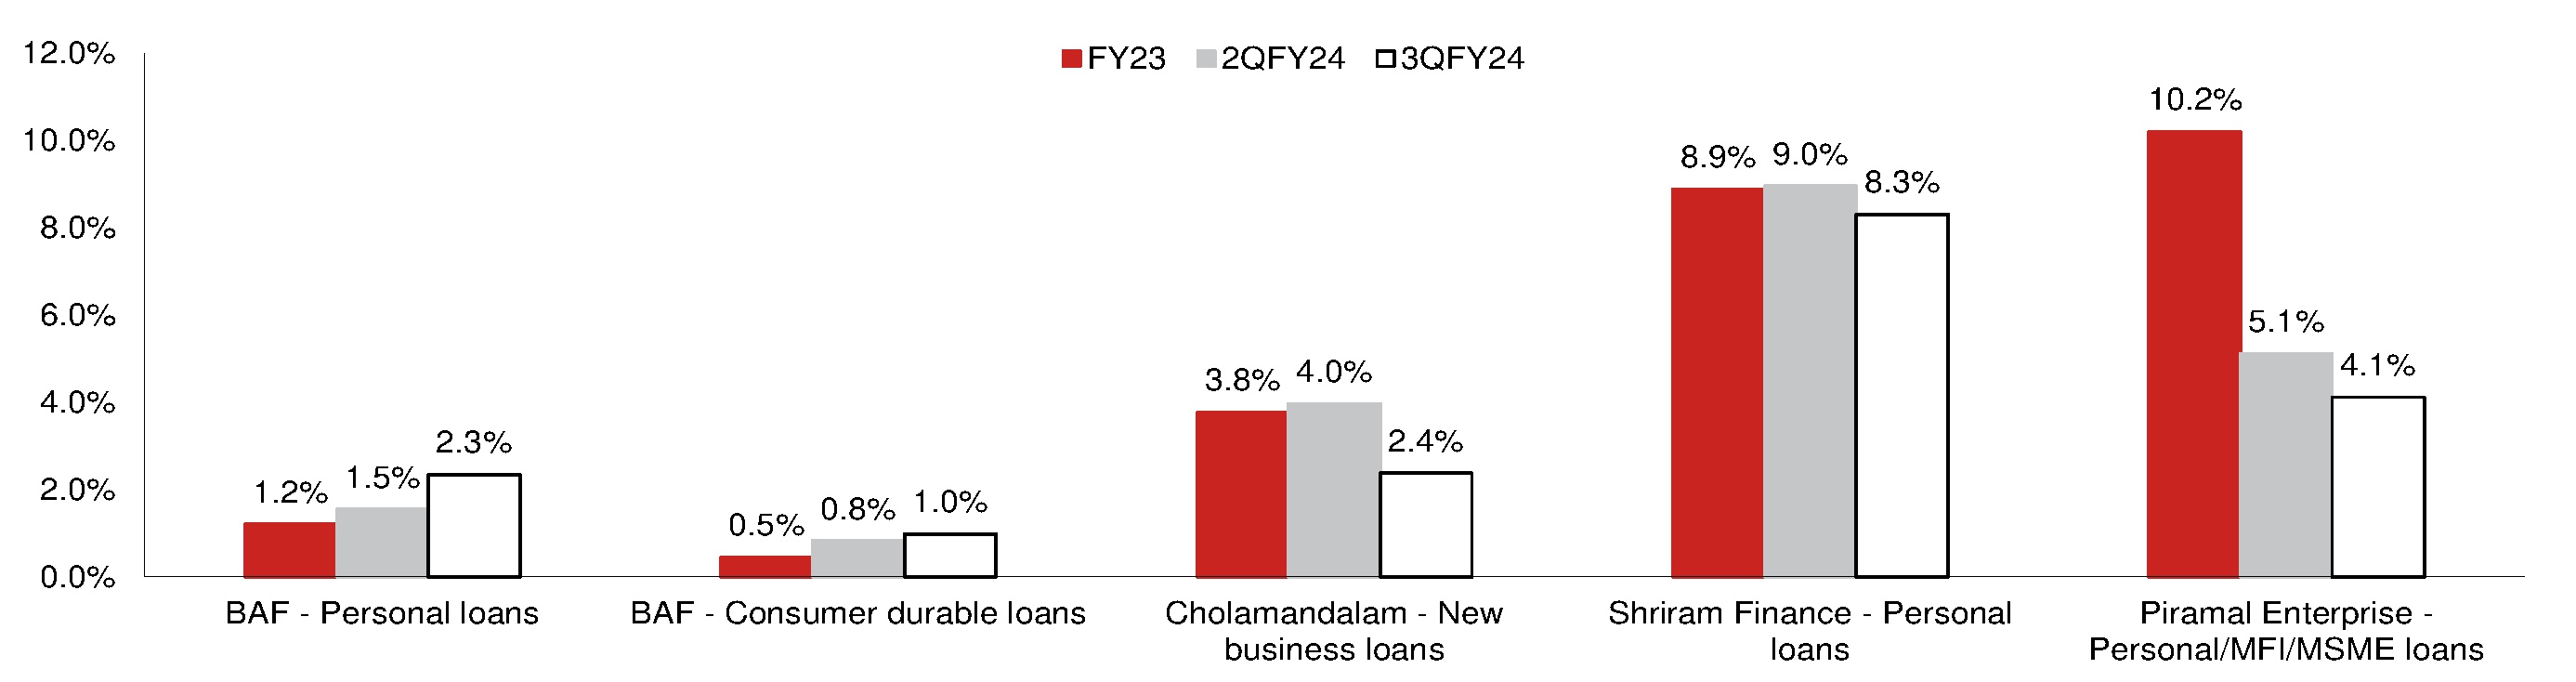 FY23 2QFY24 3QFY24
12.0%
10.0%
8.0%
6.0%
4.0%
2.0%
0.0%
1.2% 1.5% 2.3%
0.5% 0.8% 1.0%
3.8% 4.0% 2.4%
8.9% 9.0% 8.3%
10.2% 5.1% 4.1%
BAF - Personal loans
BAF - Consumer durable loans
Cholamandalam - New
business loans
Shriram Finance - Personal
loans
Piramal Enterprise -
Personal/MFI/MSME loans